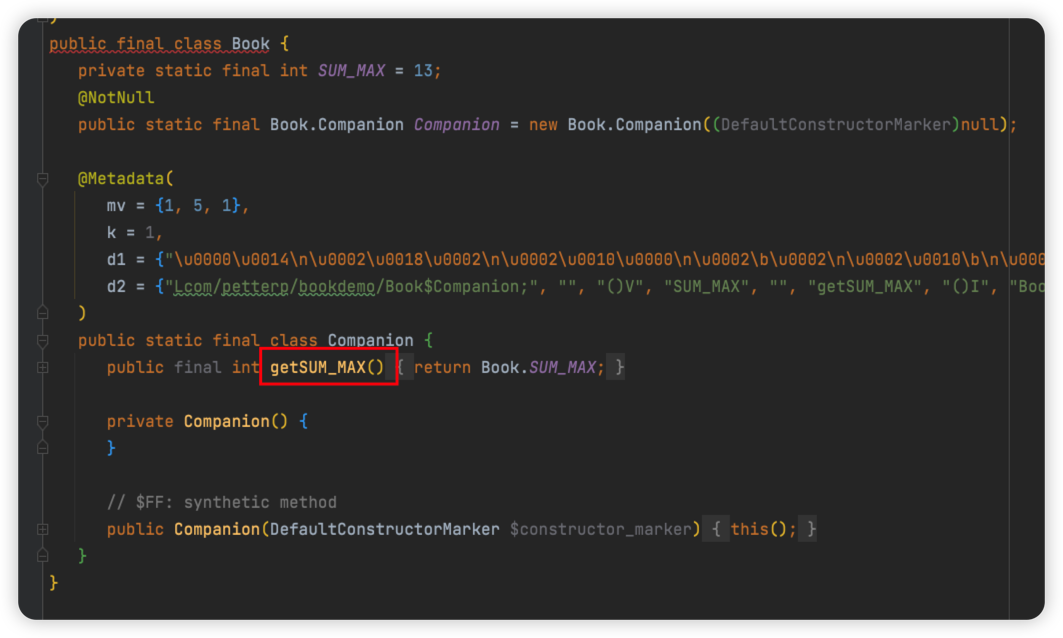 public final class Book {
private static final int SUM_MAX = 13;
@NotNull
public static final Book.Companion Companion = new Book.Companion((DefaultConstructorMarker)null);
@Metadata(
mv = {1, 5, 1},
k = 1,
d1 = {"\u0000\u0014\n\u0002\u0018\u0002\n\u0002\u0010\u0000\n\u0002\b\u0002\n\u0002\u0010\b\n\u000
d2 = {"Lcom/petterp/bookdemo/Book$Companion;", "", "()V", "SUM_MAX", "", "getSUM_MAX", "()I", "Boo
)
public static final class Companion {
public final int getSUM_MAX() { return Book.SUM_MAX; }
private Companion() {
}
// $FF: synthetic method
public Companion(DefaultConstructorMarker $constructor_marker) { this(); }
}
}